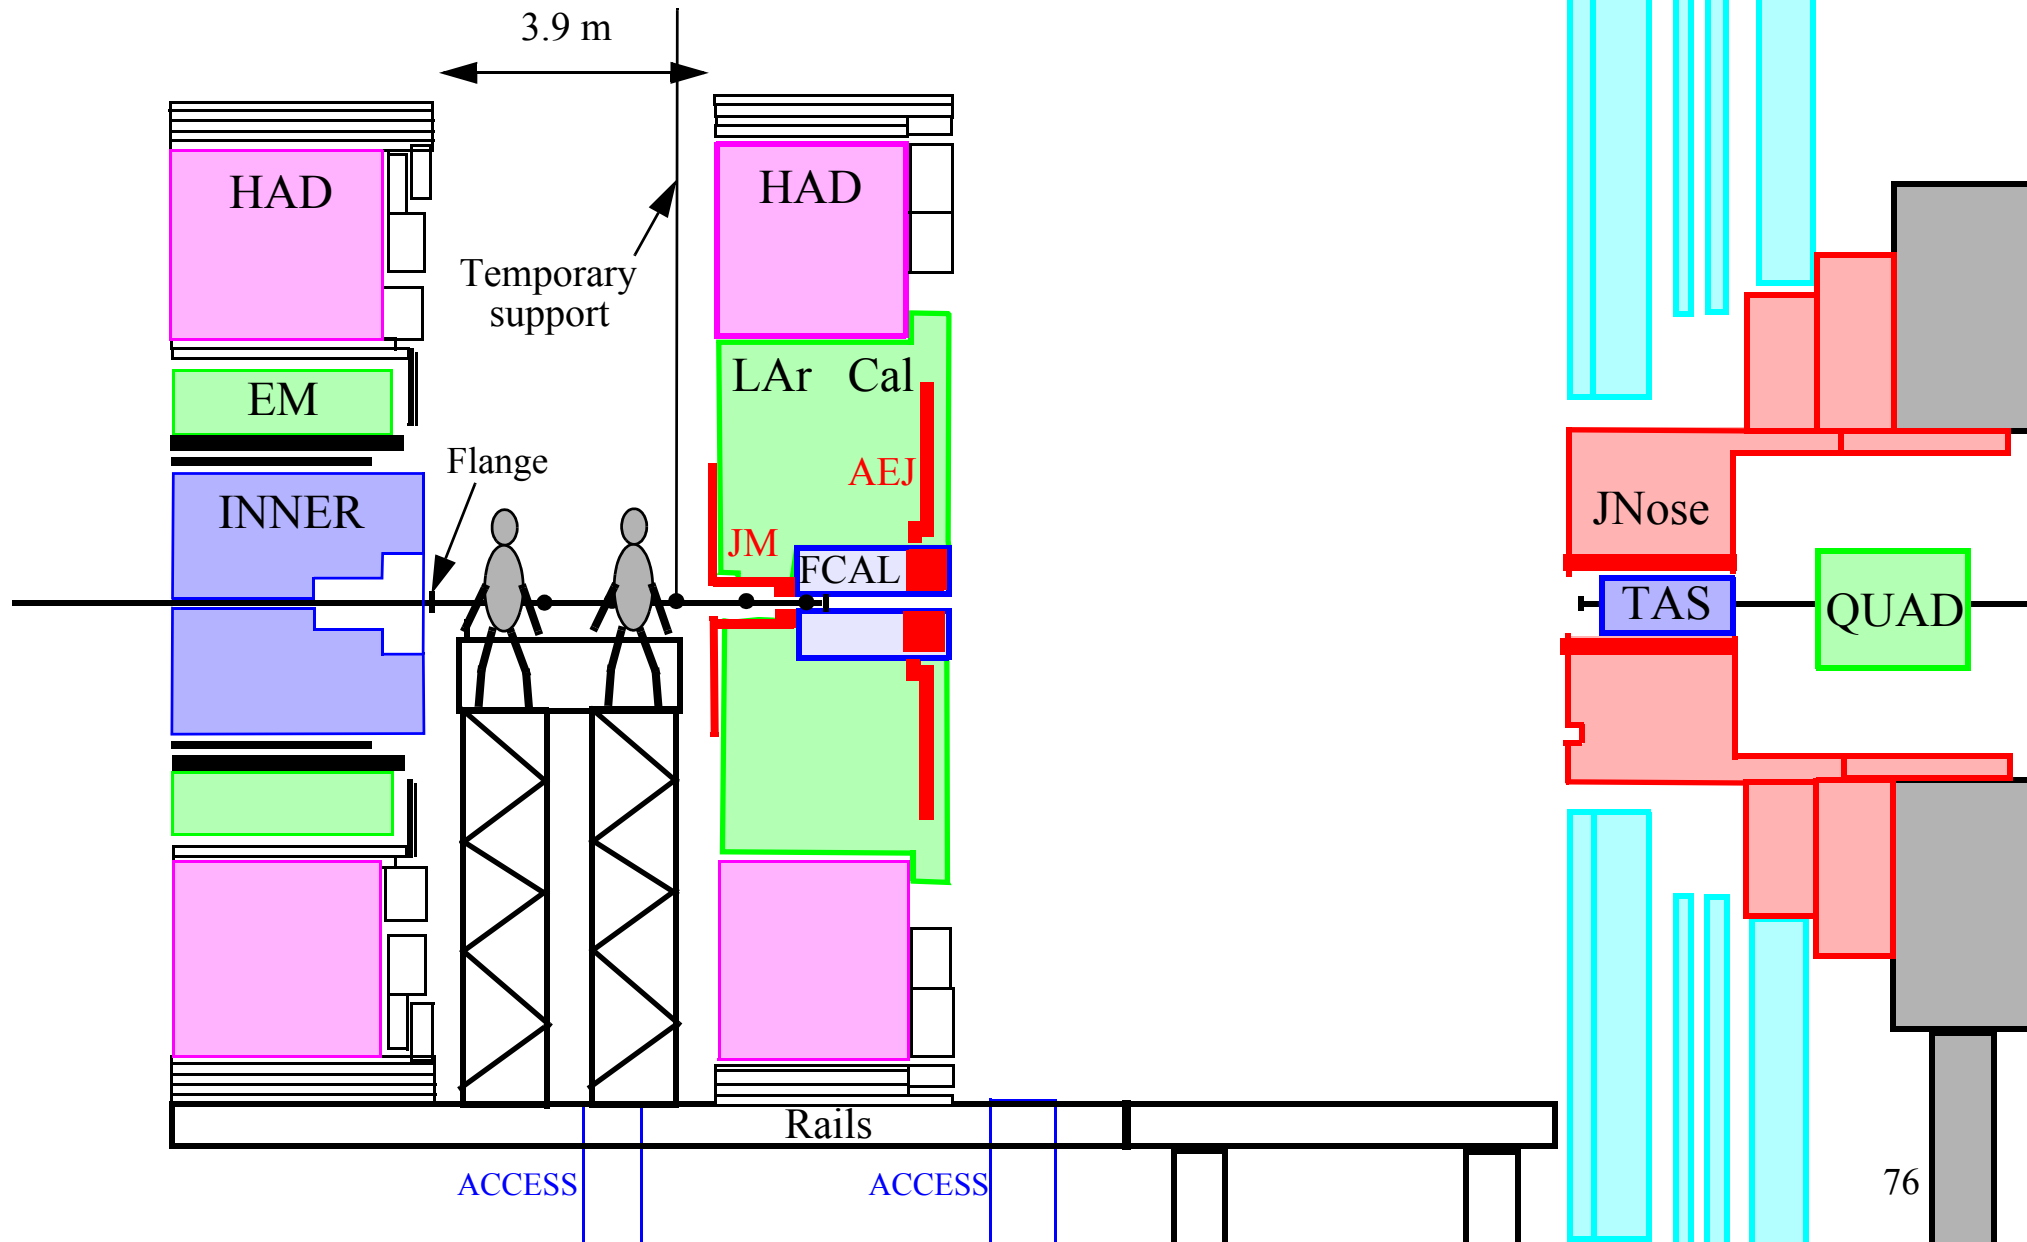 3.9 m
HAD
HAD
Temporary
support
LAr Cal
EM
Flange
AEJ
INNER
JNose
JM
FCAL
TAS
QUAD
Rails
ACCESS
ACCESS
76